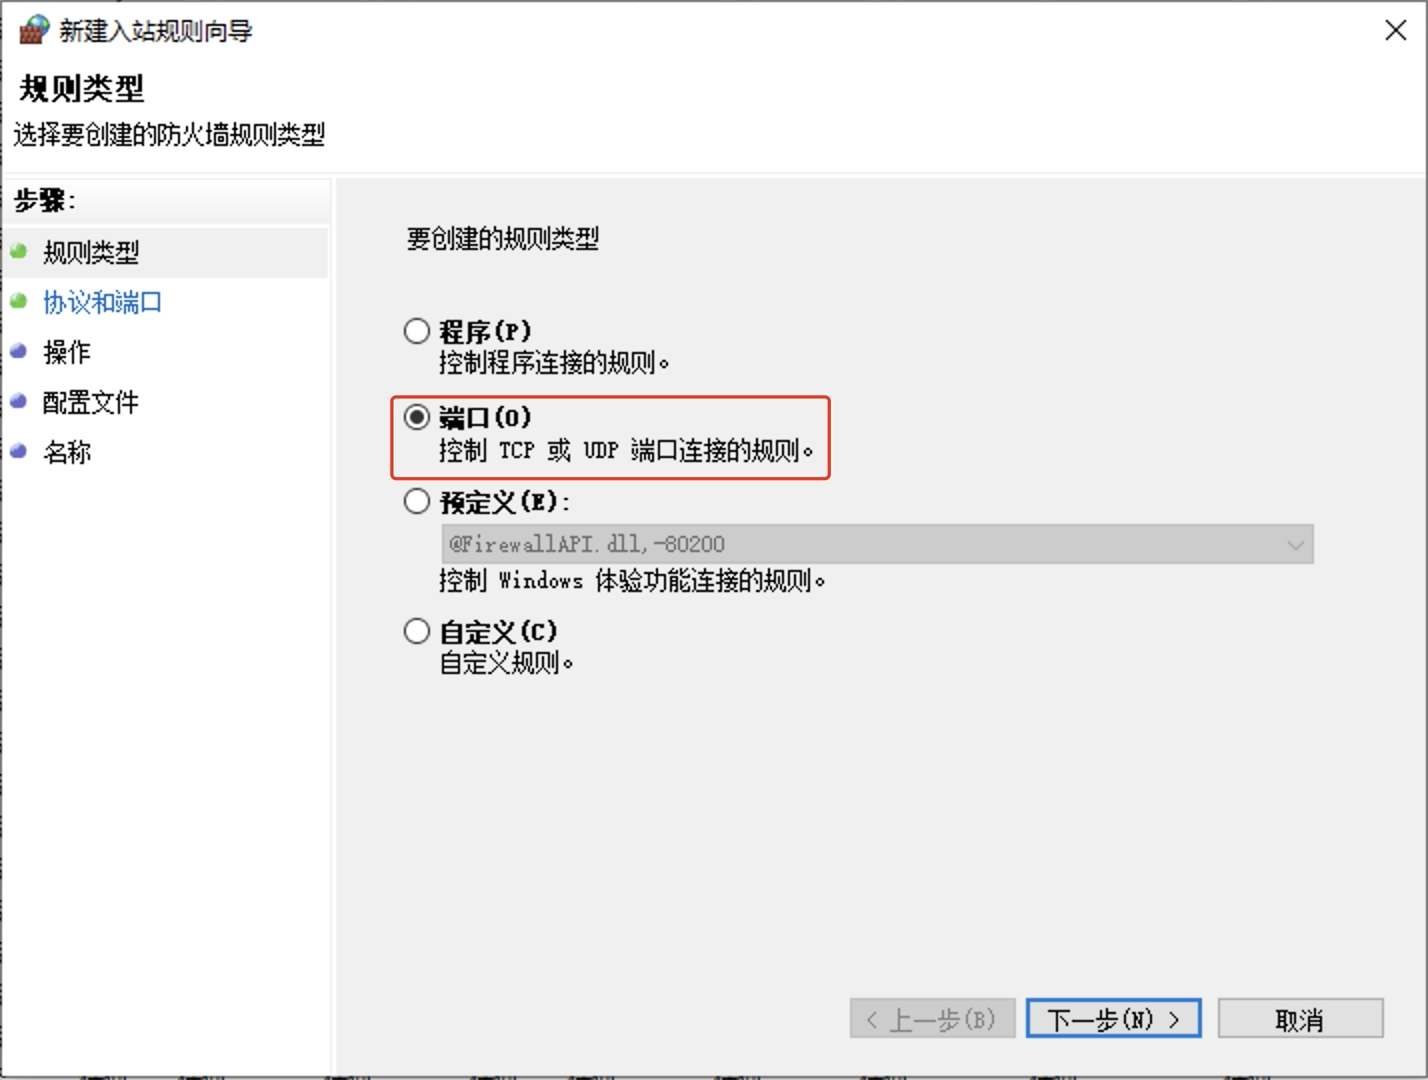 新建入站规则向导
规则类型
选择要创建的防火墙规则类型
步骤:
规则类型
协议和端口
操作
配置文件
名称
要创建的规则类型
程序(P)
控制程序连接的规则。
端口(O)
控制 TCP 或 UDP 端口连接的规则。
预定义(E):
@FirewallAPI.dll,-80200
控制 Windows 体验功能连接的规则。
自定义(C)
自定义规则。
< 上一步(B)
下一步(N) >
取消